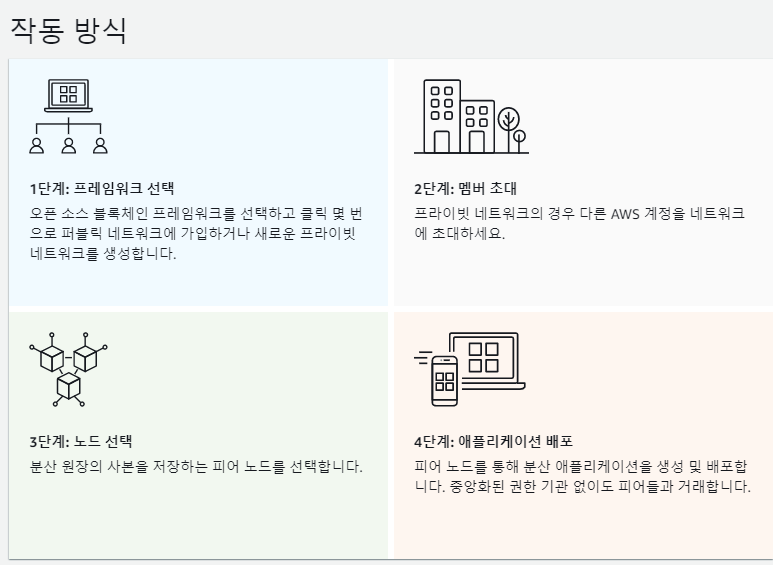 작동 방식
1단계: 프레임워크 선택
오픈 소스 블록체인 프레임워크를 선택하고 클릭 몇 번
으로 퍼블릭 네트워크에 가입하거나 새로운 프라이빗
네트워크를 생성합니다.
2단계: 멤버 초대
프라이빗 네트워크의 경우 다른 AWS 계정을 네트워크
에 초대하세요.
3단계: 노드 선택
분산 원장의 사본을 저장하는 피어 노드를 선택합니다.
4단계: 애플리케이션 배포
피어 노드를 통해 분산 애플리케이션을 생성 및 배포합
니다. 중앙화된 권한 기관 없이도 피어들과 거래합니다.